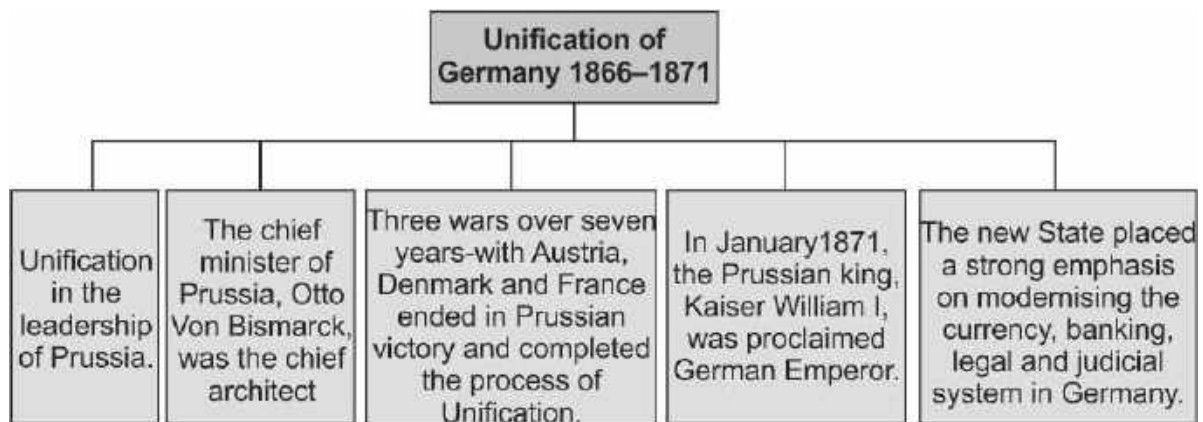 Unification of
Germany 1866–1871
Unification
in the
leadership
of Prussia.
The chief
minister of
Prussia, Otto
Von Bismarck,
was the chief
architect
Three wars over seven
years-with Austria,
Denmark and France
ended in Prussian
victory and completed
the process of
Unification.
In January1871,
the Prussian king,
Kaiser William I,
was proclaimed
German Emperor.
The new State placed
a strong emphasis
on modernising the
currency, banking,
legal and judicial
system in Germany.